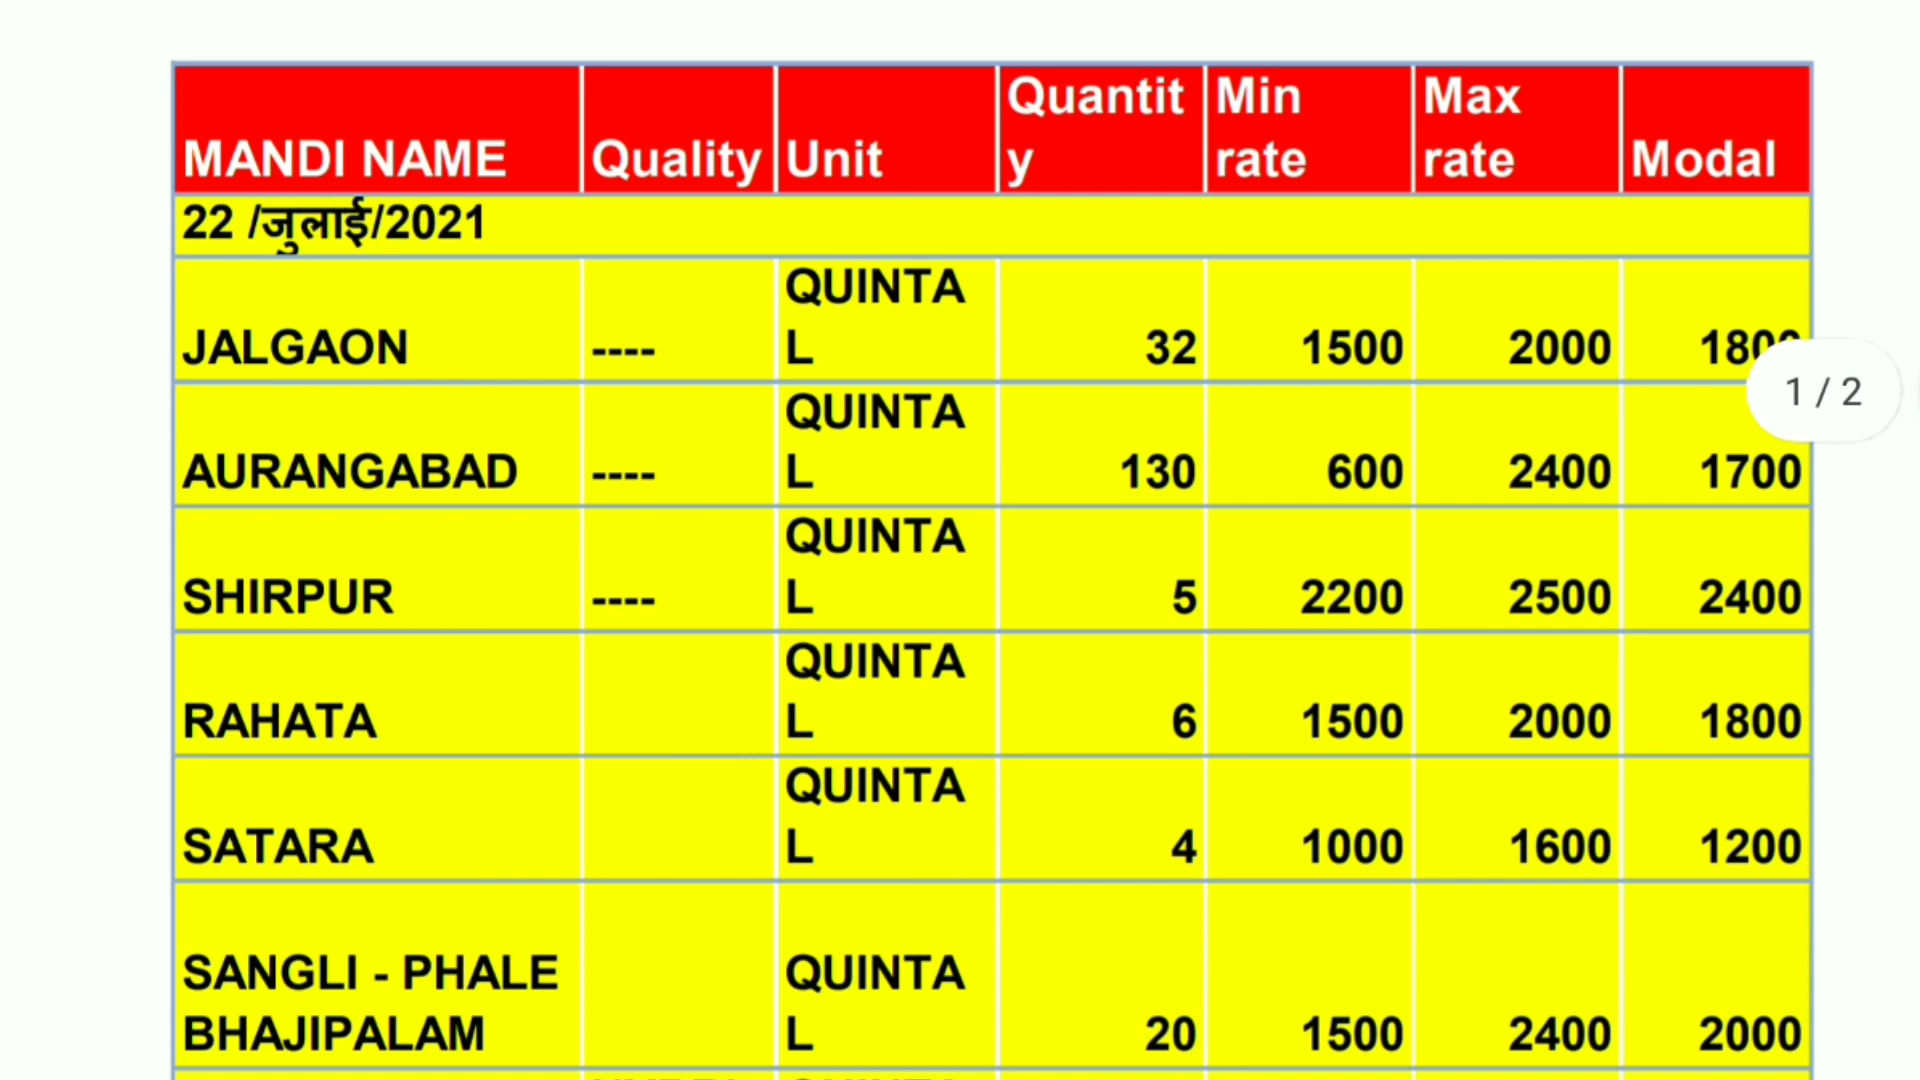 MANDI NAME Quality Unit Quantit Min Max Modal
y rate rate
22 /जुलाई/2021
QUINTA
JALGAON ---- L 32 1500 2000 1800
1 / 2
QUINTA
AURANGABAD ---- L 130 600 2400 1700
QUINTA
SHIRPUR ---- L 5 2200 2500 2400
QUINTA
RAHATA L 6 1500 2000 1800
QUINTA
SATARA L 4 1000 1600 1200
SANGLI - PHALE QUINTA
BHAJIPALAM L 20 1500 2400 2000